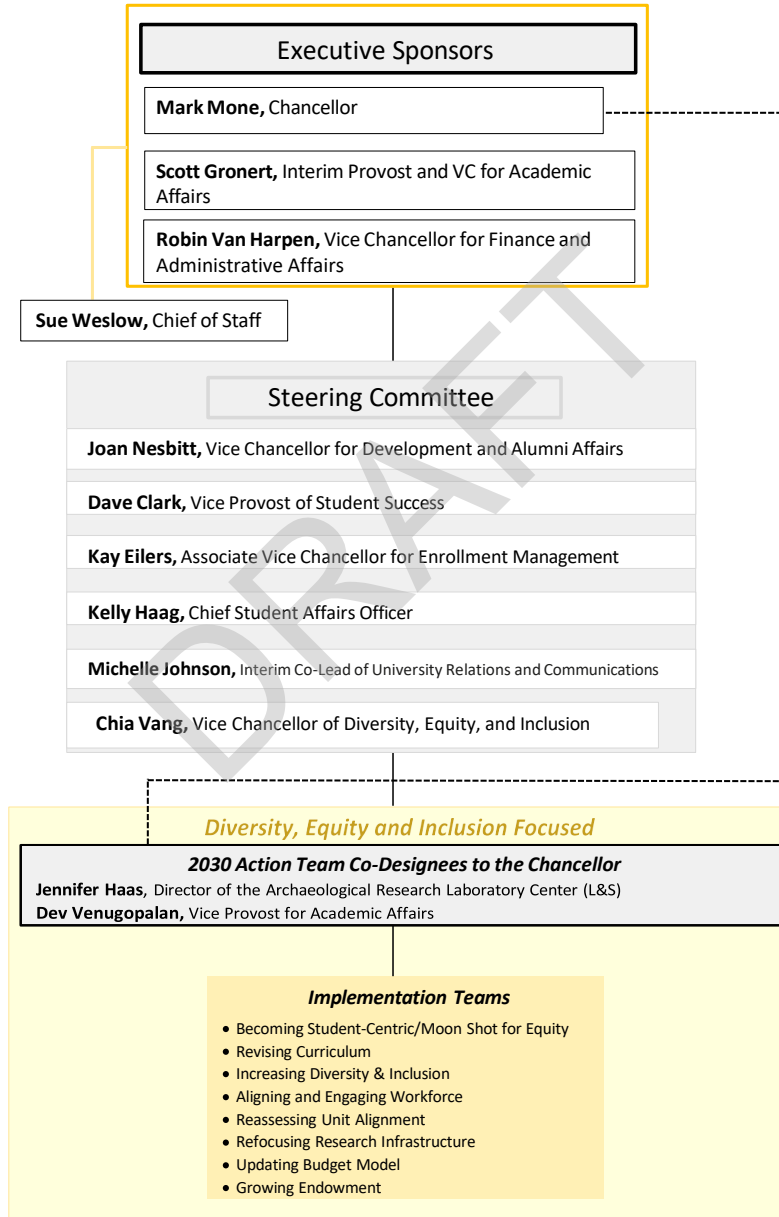 Executive Sponsors
Mark Mone, Chancellor
Scott Gronert, Interim Provost and VC for Academic
Affairs
Robin Van Harpen, Vice Chancellor for Finance and
Administrative Affairs
Sue Weslow, Chief of Staff
Steering Committee
Joan Nesbitt, Vice Chancellor for Development and Alumni Affairs
Dave Clark, Vice Provost of Student Success
Kay Eilers, Associate Vice Chancellor for Enrollment Management
Kelly Haag, Chief Student Affairs Officer
Michelle Johnson, Interim Co-Lead of University Relations and Communications
Chia Vang, Vice Chancellor of Diversity, Equity, and Inclusion
DRAFT
Diversity, Equity and Inclusion Focused
2030 Action Team Co-Designees to the Chancellor
Jennifer Haas, Director of the Archaeological Research Laboratory Center (L&S)
Dev Venugopalan, Vice Provost for Academic Affairs
Implementation Teams
• Becoming Student-Centric/Moon Shot for Equity
• Revising Curriculum
• Increasing Diversity & Inclusion
• Aligning and Engaging Workforce
• Reassessing Unit Alignment
• Refocusing Research Infrastructure
• Updating Budget Model
• Growing Endowment